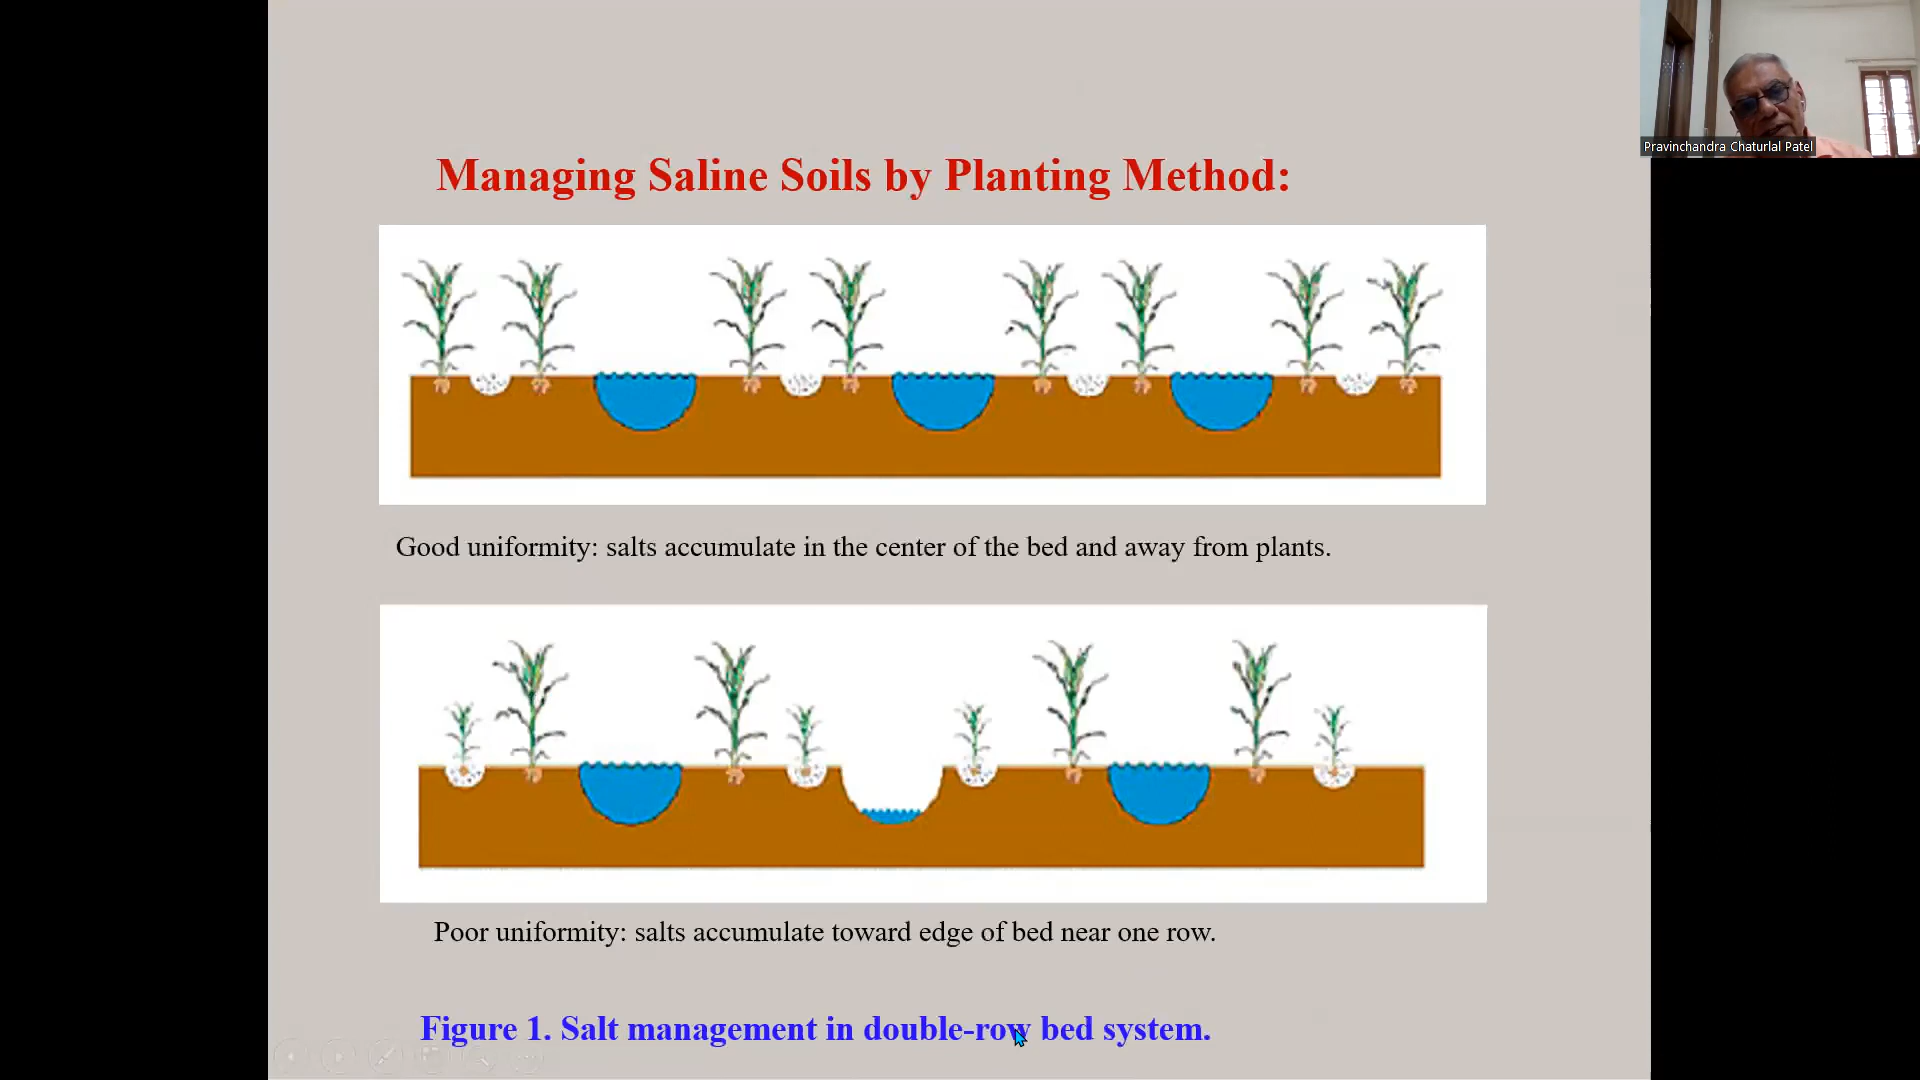 Pravinchandra Chaturlal Patel
Managing Saline Soils by Planting Method:
Good uniformity: salts accumulate in the center of the bed and away from plants.
Poor uniformity: salts accumulate toward edge of bed near one row.
Figure 1. Salt management in double-row bed system.